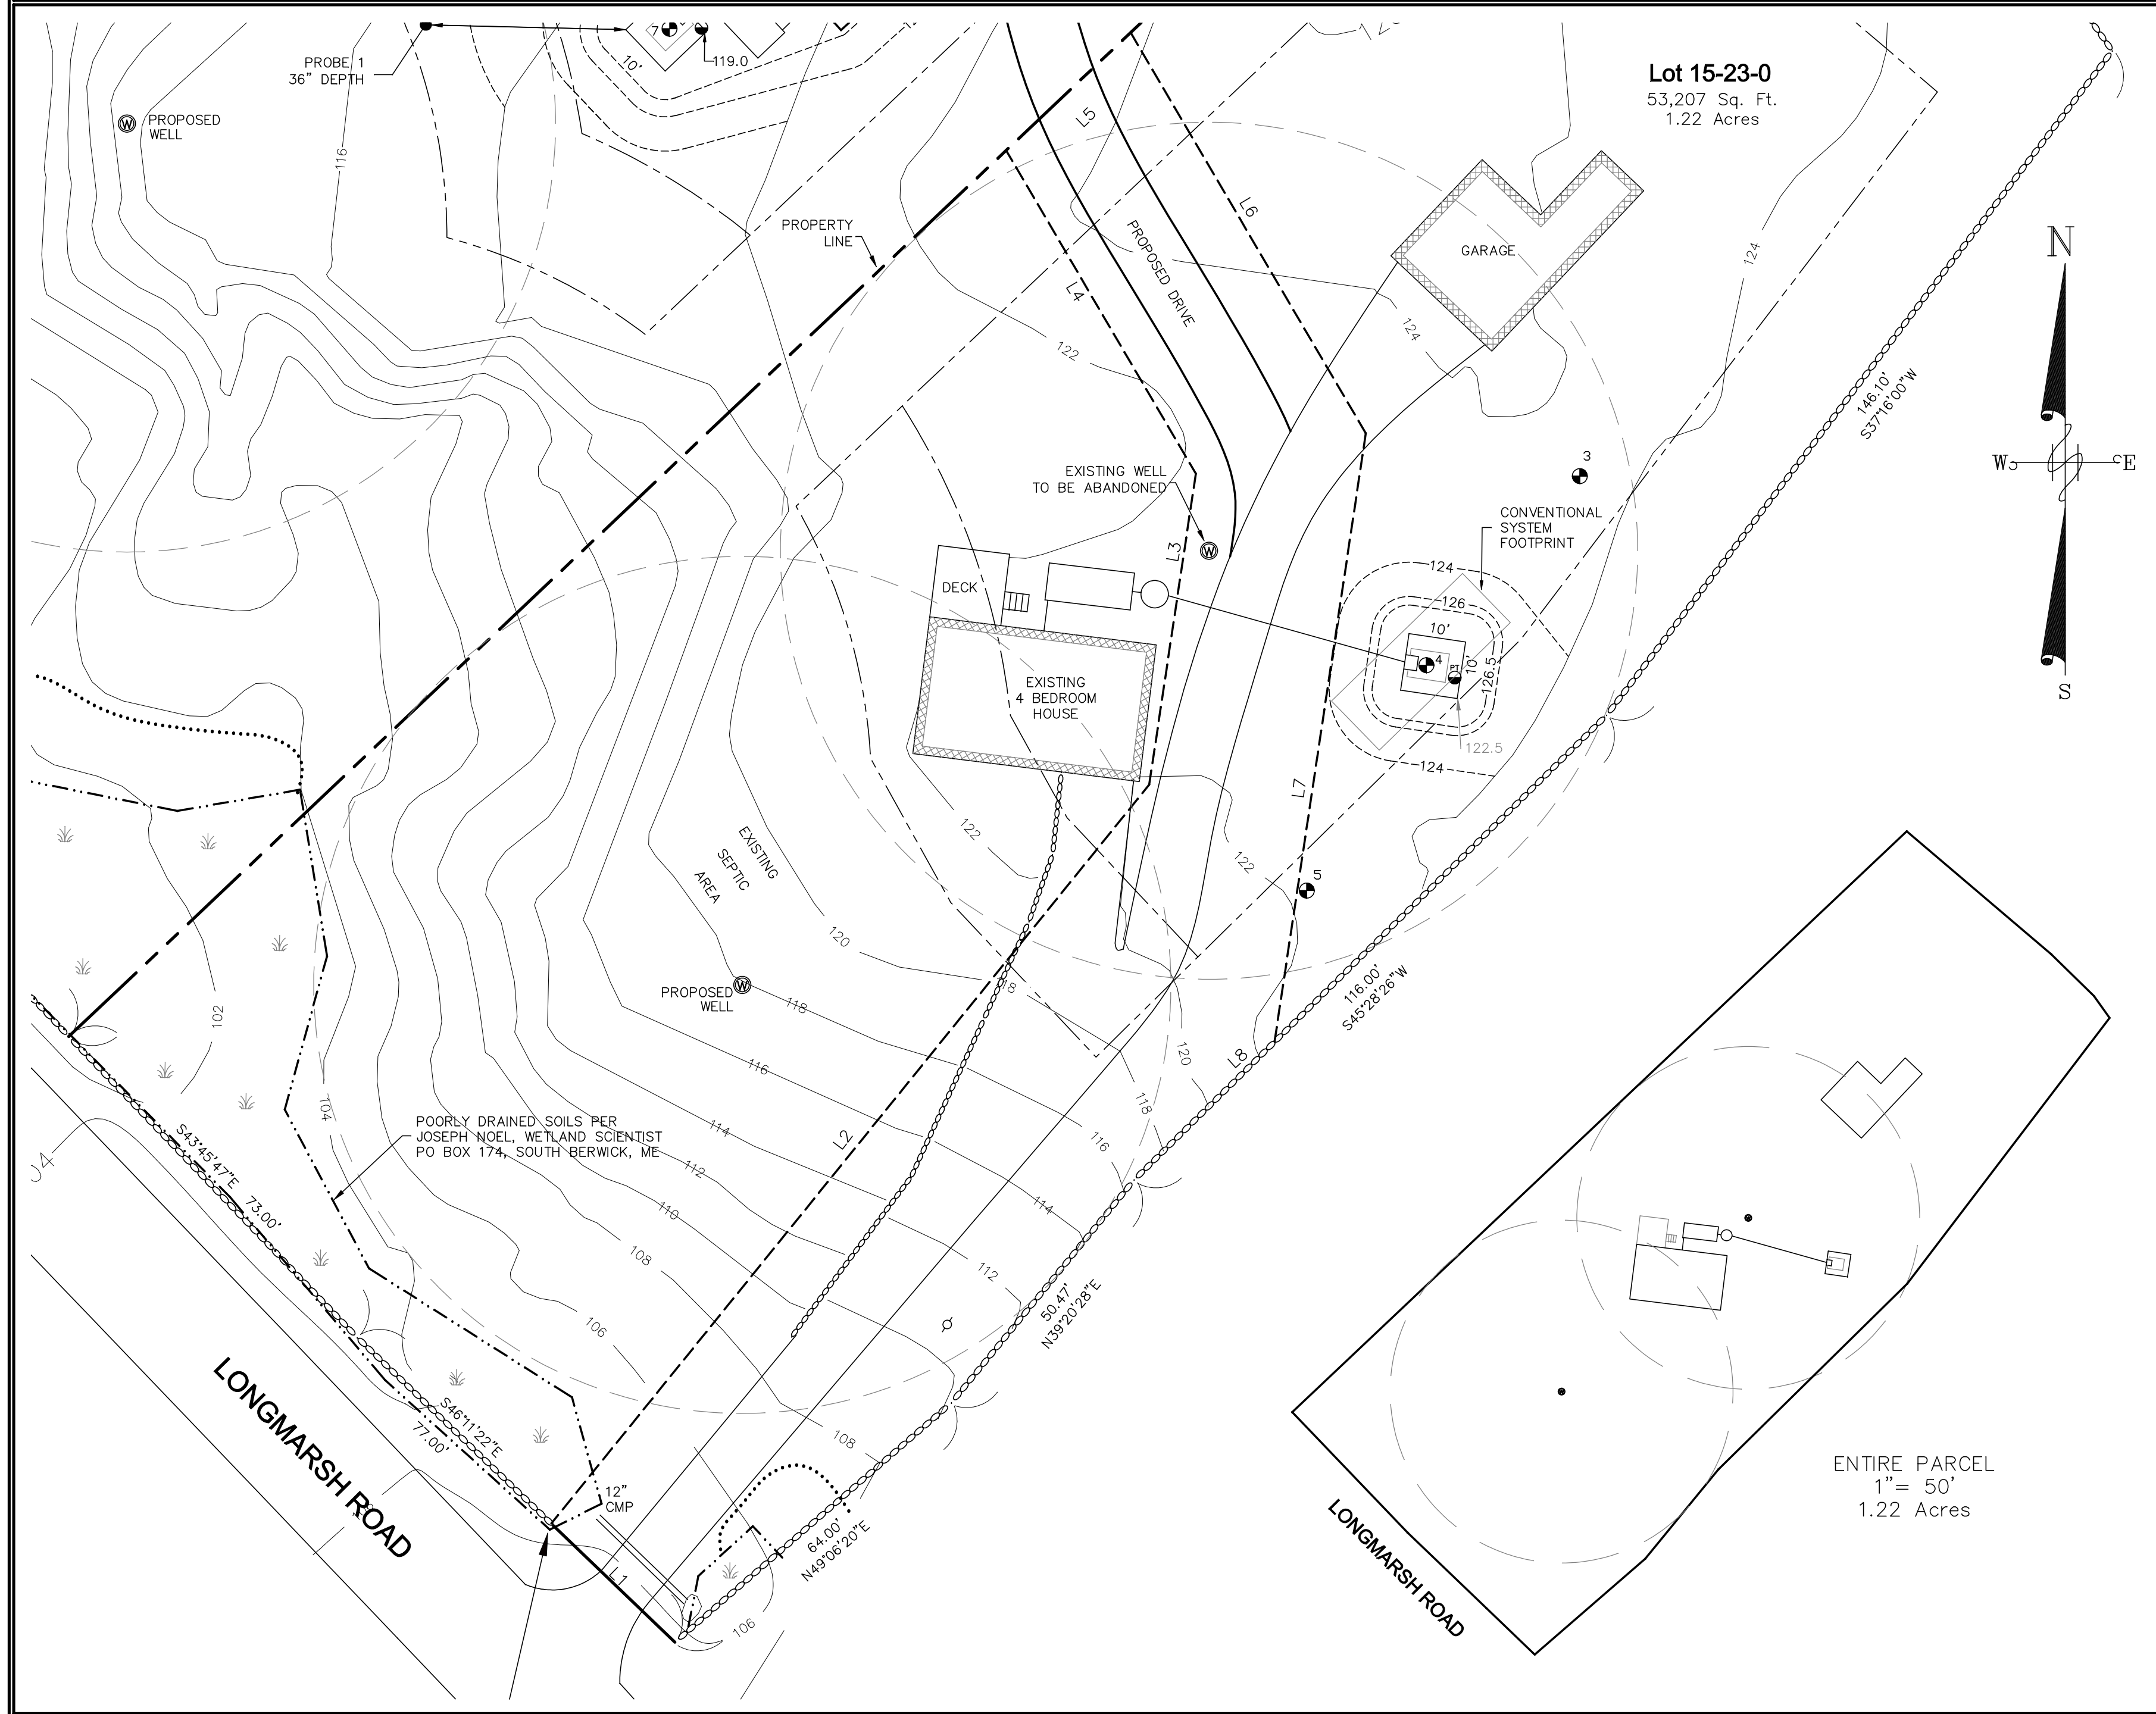 PROBE 1
36" DEPTH
7
119.0
10'
Lot 15-23-0
53,207 Sq. Ft.
1.22 Acres
W
PROPOSED
WELL
116
L5
PROPERTY
LINE
L6
L4
PROPOSED DRIVE
GARAGE
124
N
122
124
146.10'
S37°16'00"W
W
E
S
3
EXISTING WELL
TO BE ABANDONED
W
L3
CONVENTIONAL
SYSTEM
FOOTPRINT
DECK
124
126
10'
4
PT
10'
126.5
122.5
124
EXISTING
4 BEDROOM
HOUSE
L7
122
122
5
EXISTING
SEPTIC
AREA
120
PROPOSED
WELL
W
118
18
116.00'
S45°28'26"W
102
L8
120
104
116
118
POORLY DRAINED SOILS PER
JOSEPH NOEL, WETLAND SCIENTIST
PO BOX 174, SOUTH BERWICK, ME
114
L2
116
112
S43°45'47"E 73.00'
110
114
108
112
50.47'
N39°20'28"E
106
S46°11'22"E
77.00'
LONGMARSH ROAD
108
12"
CMP
64.00'
N49°06'20"E
L1
106
ENTIRE PARCEL
1"= 50'
1.22 Acres
LONGMARSH ROAD